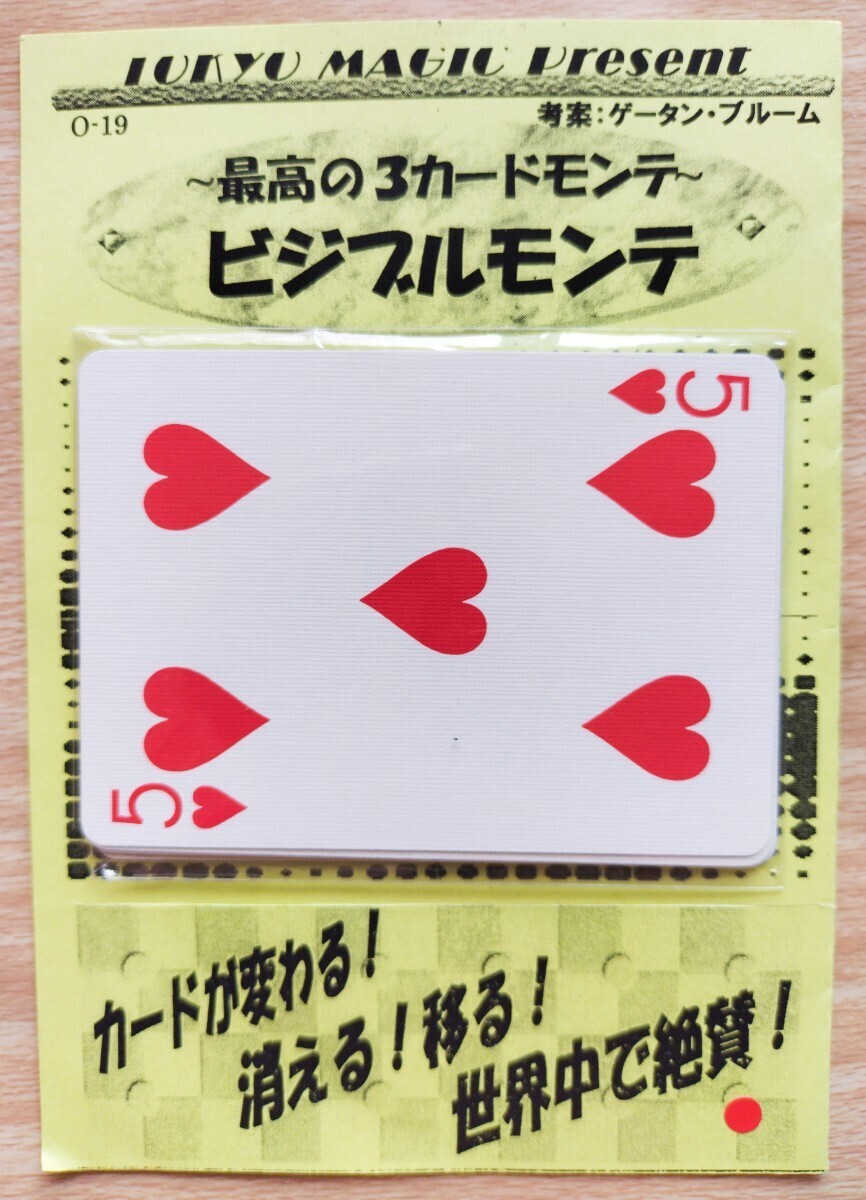 TOKYO MAGIC Present
O-19
考案:ゲータン・ブルーム
~最高の3カードモンテ~
ビジブルモンテ
5
5
カードが変わる!
消える!移る!
世界中で絶賛!